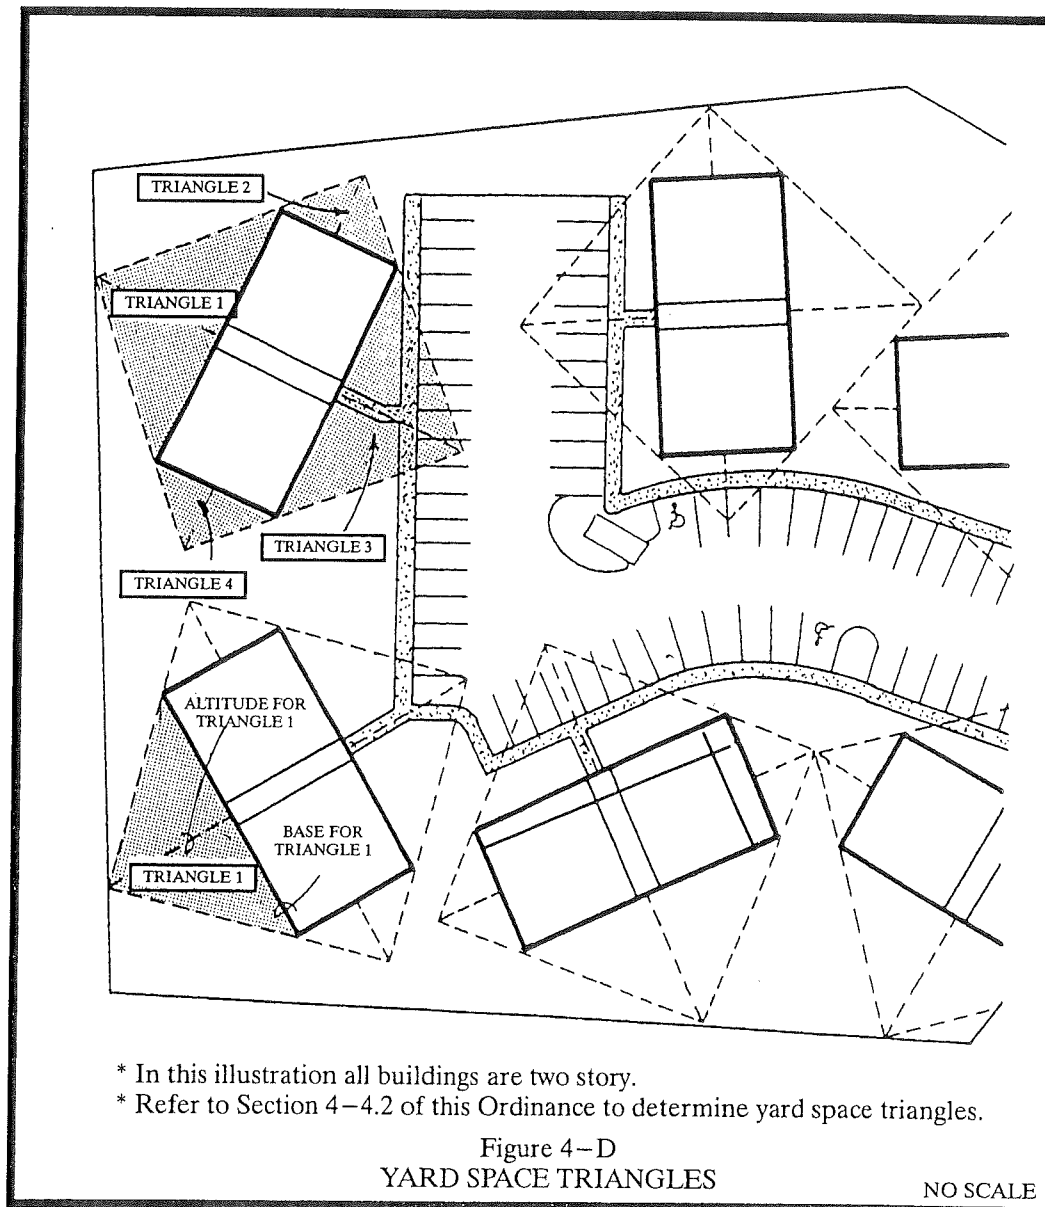 TRIANGLE 2
TRIANGLE 1
TRIANGLE 3
TRIANGLE 4
ALTITUDE FOR
TRIANGLE 1
BASE FOR
TRIANGLE 1
TRIANGLE 1
* In this illustration all buildings are two story.
* Refer to Section 4–4.2 of this Ordinance to determine yard space triangles.
Figure 4–D
YARD SPACE TRIANGLES
NO SCALE